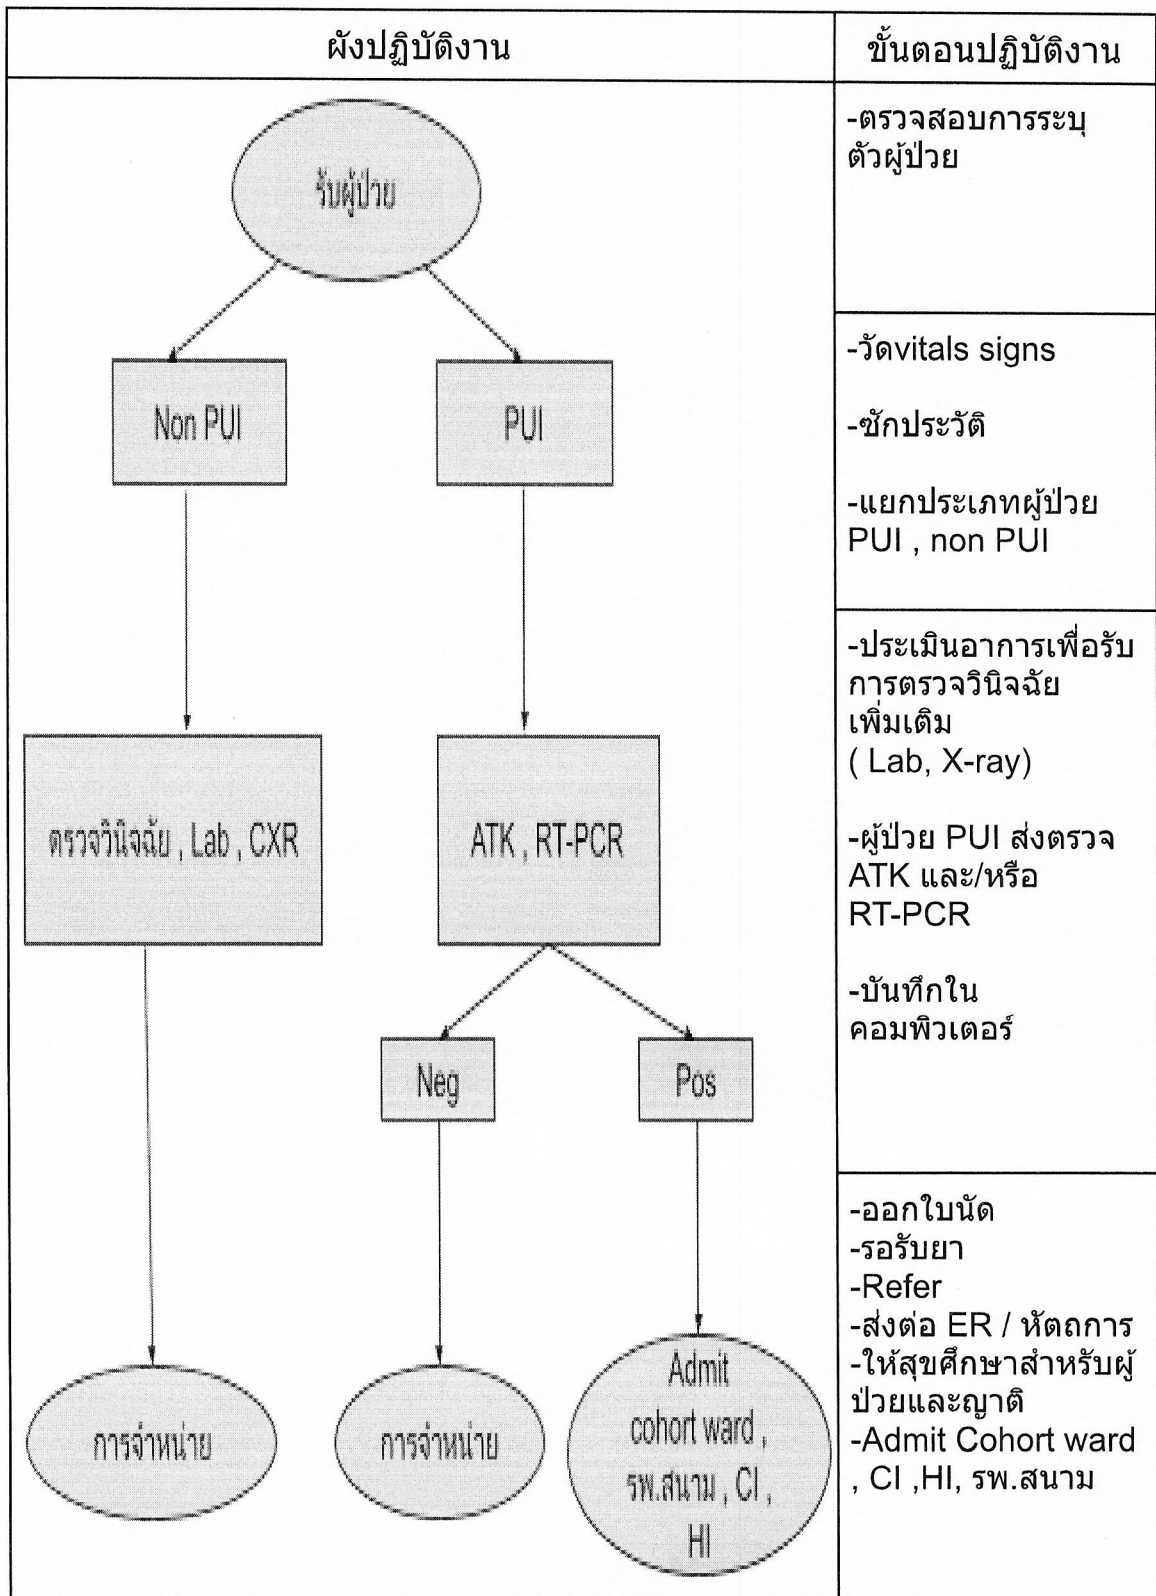 ผังปฏิบัติงาน
ขั้นตอนปฏิบัติงาน
รับผู้ป่วย
Non PUI
PUI
ตรวจวินิจฉัย , Lab , CXR
ATK , RT-PCR
Neg
Pos
การจำหน่าย
การจำหน่าย
Admit
cohort ward ,
รพ.สนาม , CI ,
HI
-ตรวจสอบการระบุ
ตัวผู้ป่วย
-วัดvitals signs
-ซักประวัติ
-แยกประเภทผู้ป่วย
PUI , non PUI
-ประเมินอาการเพื่อรับ
การตรวจวินิจฉัย
เพิ่มเติม
( Lab, X-ray)
-ผู้ป่วย PUI ส่งตรวจ
ATK และ/หรือ
RT-PCR
-บันทึกใน
คอมพิวเตอร์
-ออกใบนัด
-รอรับยา
-Refer
-ส่งต่อ ER / หัตถการ
-ให้สุขศึกษาสำหรับผู้
ป่วยและญาติ
-Admit Cohort ward
, CI ,HI, รพ.สนาม